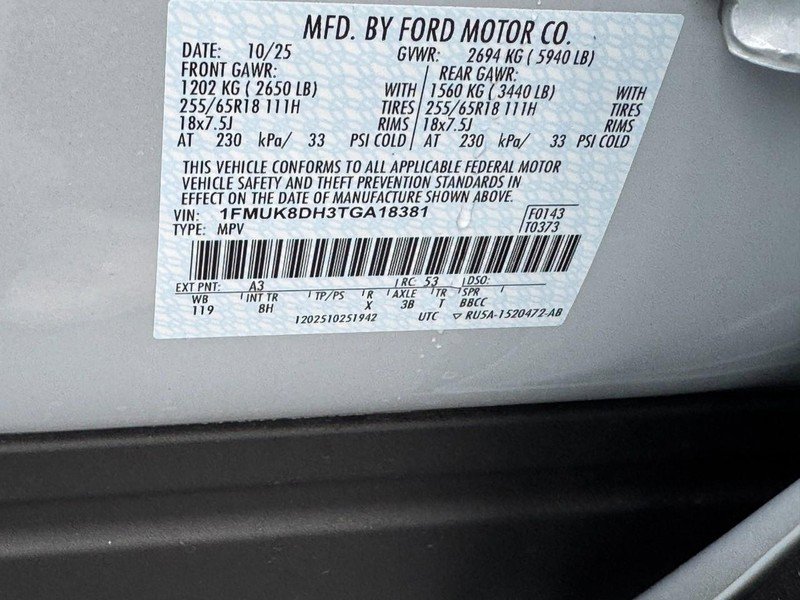 MFD. BY FORD MOTOR CO.
DATE: 10/25 GVWR: 2694 KG ( 5940 LB)
FRONT GAWR: REAR GAWR:
1202 KG ( 2650 LB) WITH 1560 KG ( 3440 LB) WITH
255/65R18 111H TIRES 255/65R18 111H TIRES
18x7.5J RIMS 18x7.5J RIMS
AT 230 kPa/ 33 PSI COLD AT 230 kPa/ 33 PSI COLD
THIS VEHICLE CONFORMS TO ALL APPLICABLE FEDERAL MOTOR
VEHICLE SAFETY AND THEFT PREVENTION STANDARDS IN
EFFECT ON THE DATE OF MANUFACTURE SHOWN ABOVE.
VIN: 1FMUK8DH3TGA18381 F0143
TYPE: MPV T0373
EXT PNT: A3 RC: 53 DSO:
WB INT TR TP/PS R AXLE TR SPR
119 8H X 3B T BBCC
1202510251942 UTC ▽ RU5A-1520472-AB